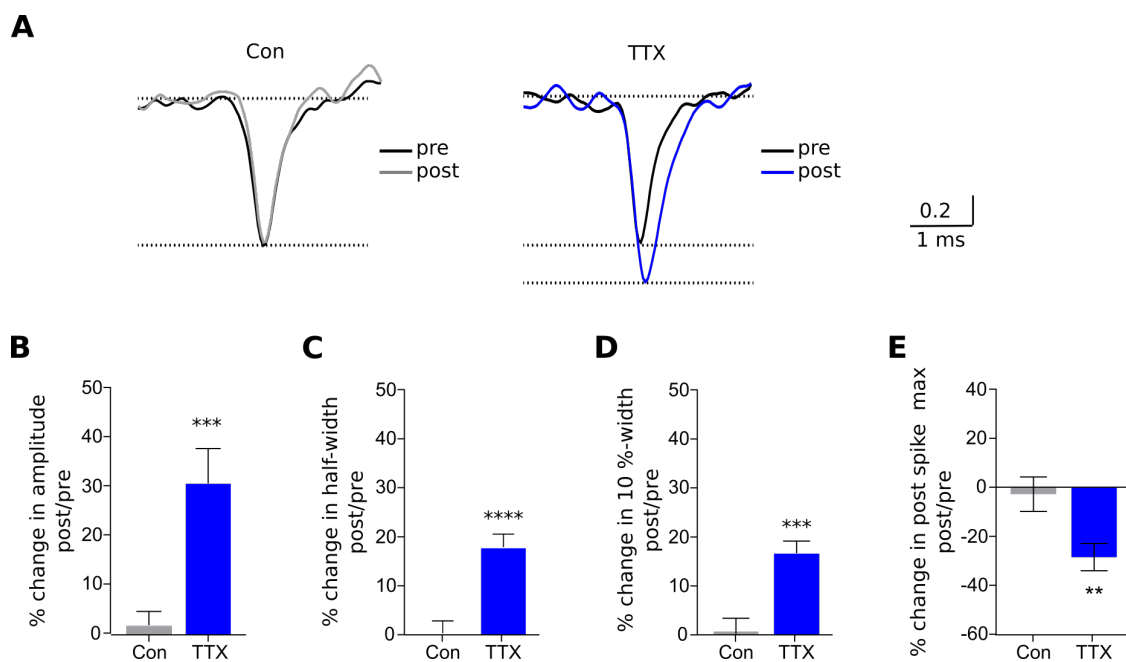 A
Con
TTX
pre
post
pre
post
0.2
1 ms
B
% change in amplitude
post/pre
50
40
30
20
10
0
***
Con
TTX
C
% change in half-width
post/pre
50
40
30
20
10
0
****
Con
TTX
D
% change in 10 %-width
post/pre
50
40
30
20
10
0
***
Con
TTX
E
% change in post spike max
post/pre
40
20
0
-20
-40
-60
**
Con
TTX